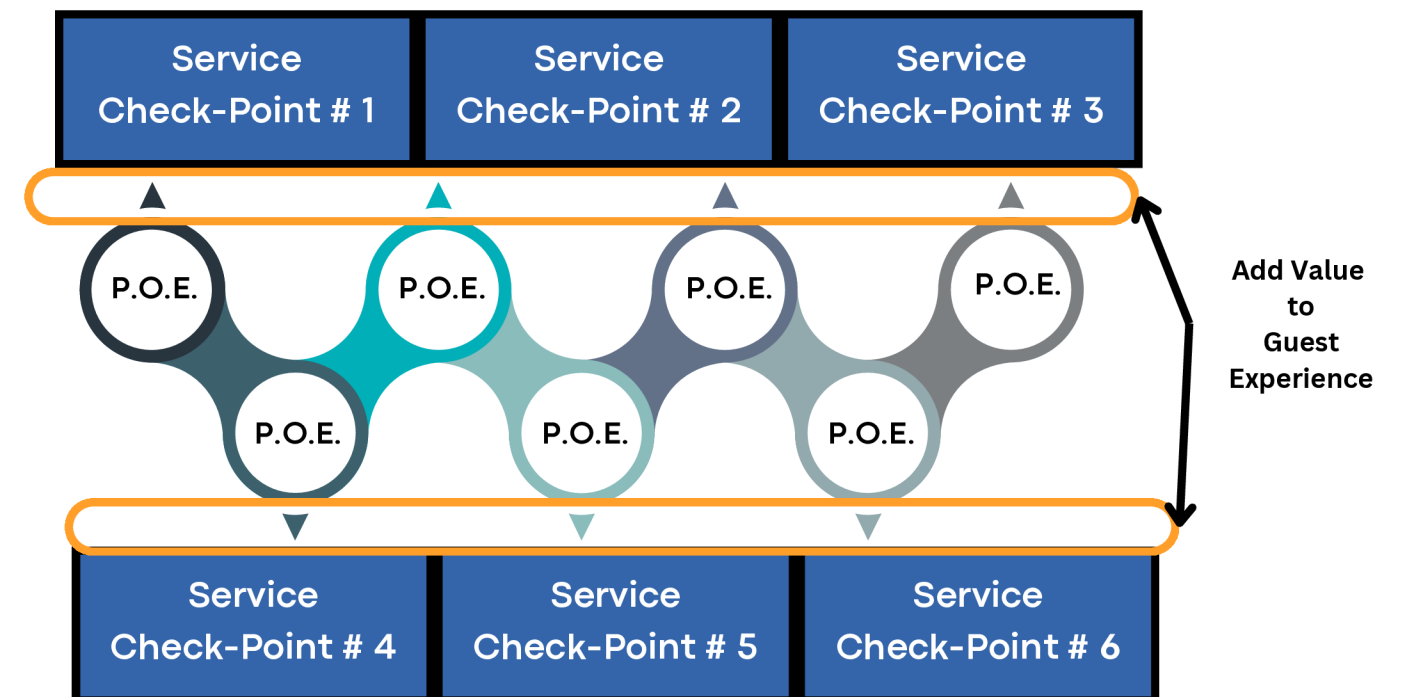 Service
Check-Point # 1
Service
Check-Point # 2
Service
Check-Point # 3
P.O.E.
P.O.E.
P.O.E.
P.O.E.
P.O.E.
P.O.E.
P.O.E.
Add Value
to
Guest
Experience
Service
Check-Point # 4
Service
Check-Point # 5
Service
Check-Point # 6